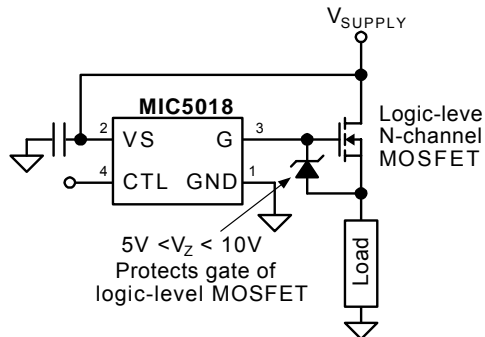 VSUPPLY
MIC5018
2 VS G 3
4 CTL GND 1
Logic-leve
N-channel
MOSFET
5V <VZ < 10V
Protects gate of
logic-level MOSFET
Load